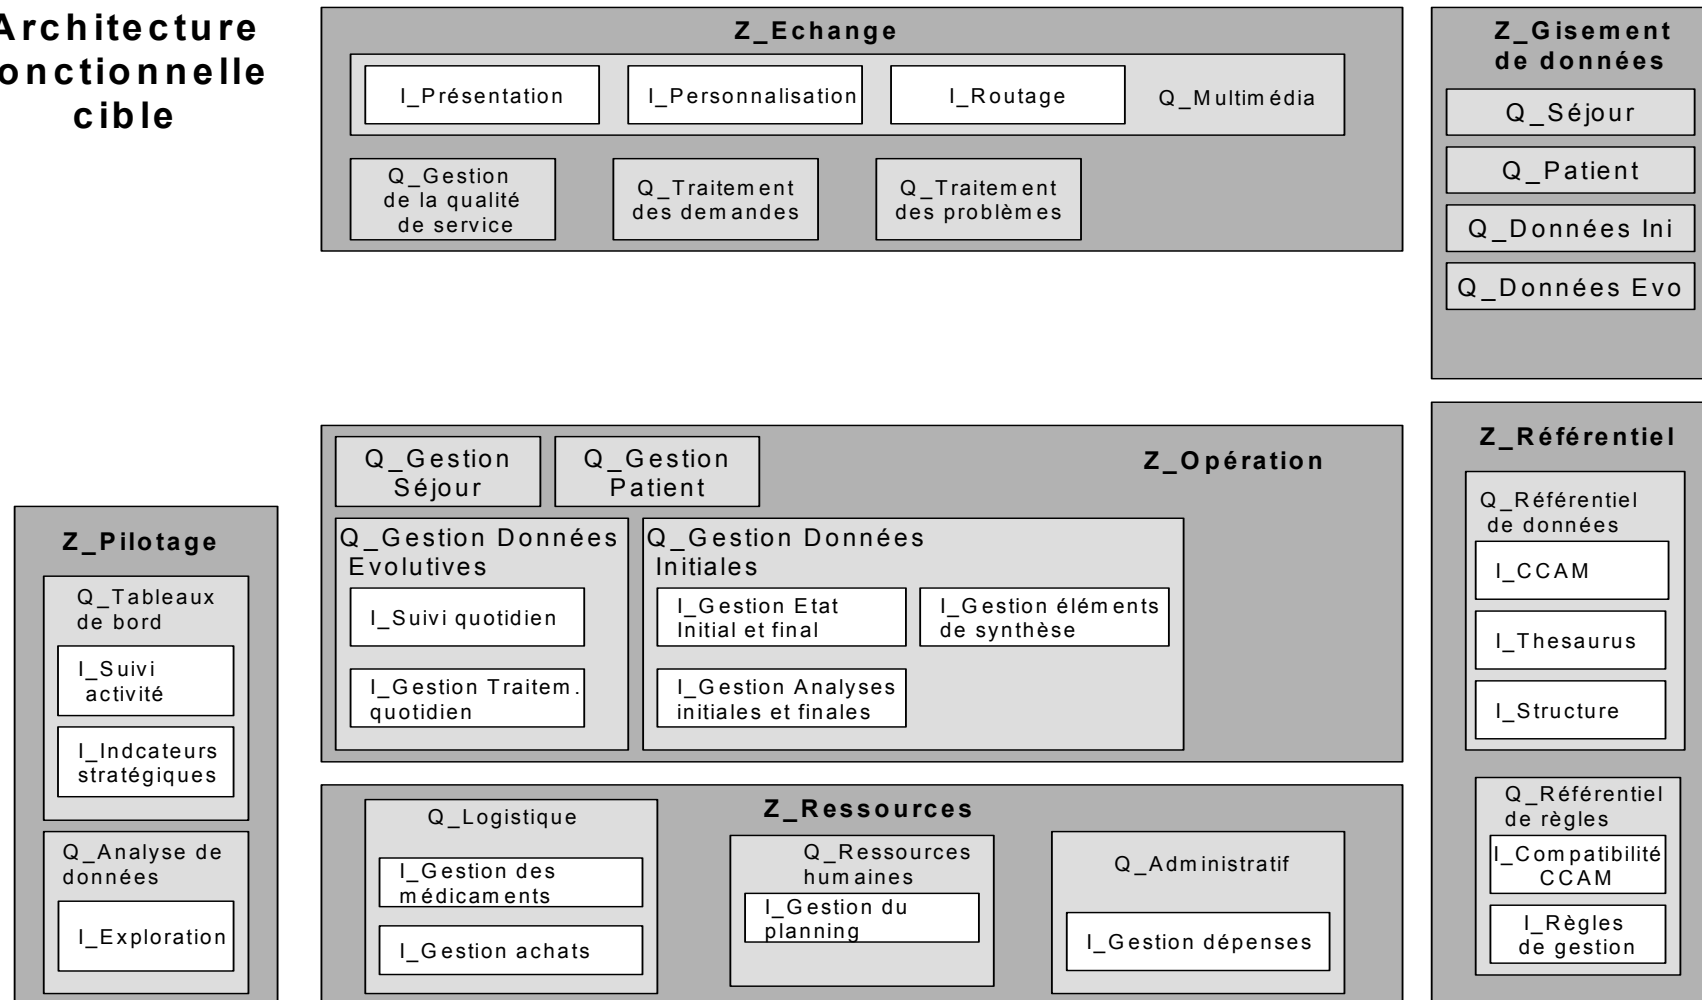 Architecture
onctionnelle
cible
Z_Echange
I_Présentation
I_Personnalisation
I_Routage
Q_Multimédia
Q_Gestion
de la qualité
de service
Q_Traitement
des demandes
Q_Traitement
des problèmes
Z_Gisement
de données
Q_Séjour
Q_Patient
Q_Données Ini
Q_Données Evo
Z_Opération
Q_Gestion
Séjour
Q_Gestion
Patient
Q_Gestion Données
Evolutives
I_Suivi quotidien
I_Gestion Traitem.
quotidien
Q_Gestion Données
Initiales
I_Gestion Etat
Initial et final
I_Gestion éléments
de synthèse
I_Gestion Analyses
initiales et finales
Z_Référentiel
Q_Référentiel
de données
I_CCAM
I_Thesaurus
I_Structure
Q_Référentiel
de règles
I_Compatibilité
CCAM
I_Règles
de gestion
Z_Pilotage
Q_Tableaux
de bord
I_Suivi
activité
I_Indcateurs
stratégiques
Q_Analyse de
données
I_Exploration
Z_Ressources
Q_Logistique
I_Gestion des
médicaments
I_Gestion achats
Q_Ressources
humaines
I_Gestion du
planning
Q_Administratif
I_Gestion dépenses